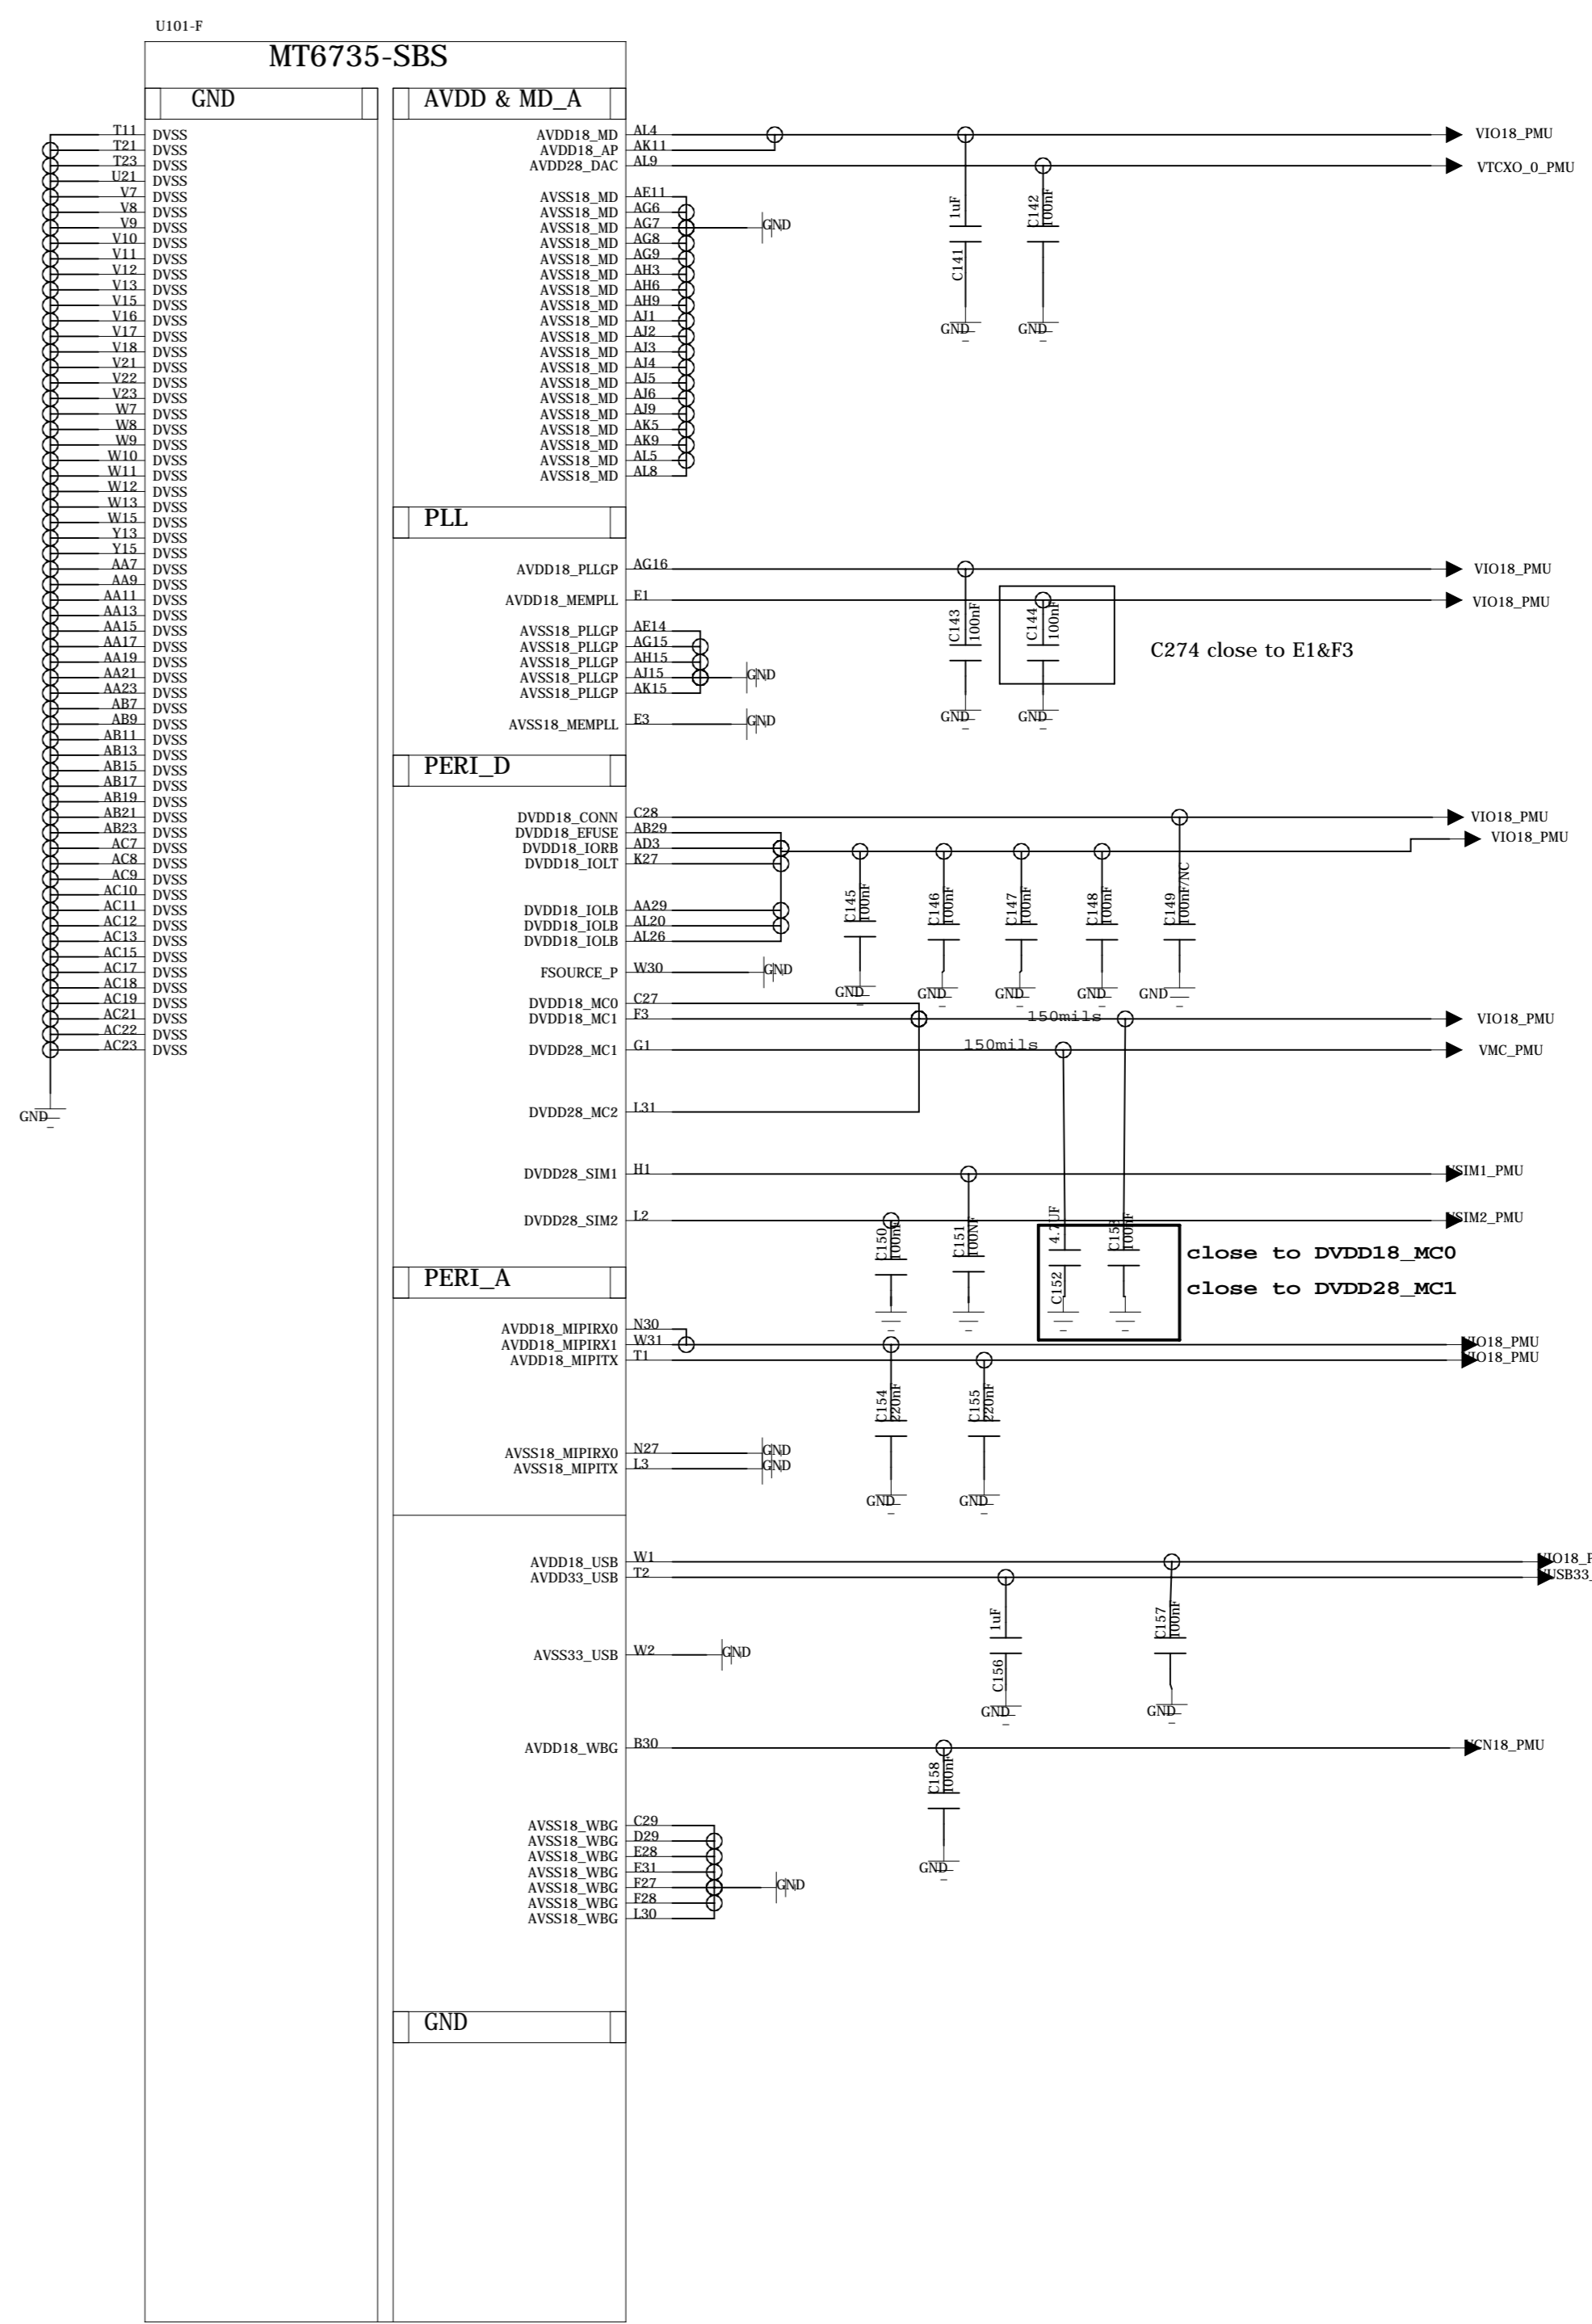 U101-F
MT6735-SBS
GND
T11 DVSS
T21 DVSS
T23 DVSS
U21 DVSS
V7 DVSS
V8 DVSS
V9 DVSS
V10 DVSS
V11 DVSS
V12 DVSS
V13 DVSS
V15 DVSS
V16 DVSS
V17 DVSS
V18 DVSS
V21 DVSS
V22 DVSS
V23 DVSS
W7 DVSS
W8 DVSS
W9 DVSS
W10 DVSS
W11 DVSS
W12 DVSS
W13 DVSS
W15 DVSS
Y13 DVSS
Y15 DVSS
AA7 DVSS
AA9 DVSS
AA11 DVSS
AA13 DVSS
AA15 DVSS
AA17 DVSS
AA19 DVSS
AA21 DVSS
AA23 DVSS
AB7 DVSS
AB9 DVSS
AB11 DVSS
AB13 DVSS
AB15 DVSS
AB17 DVSS
AB19 DVSS
AB21 DVSS
AB23 DVSS
AC7 DVSS
AC8 DVSS
AC9 DVSS
AC10 DVSS
AC11 DVSS
AC12 DVSS
AC13 DVSS
AC15 DVSS
AC17 DVSS
AC18 DVSS
AC19 DVSS
AC21 DVSS
AC22 DVSS
AC23 DVSS
GND
AVDD & MD_A
AVDD18_MD AL4 VIO18_PMU
AVDD18_AP AK11
AVDD28_DAC AL9 VTCXO_0_PMU
AVSS18_MD AE11
AVSS18_MD AG6
AVSS18_MD AG7 GND
AVSS18_MD AG8
AVSS18_MD AG9
AVSS18_MD AH3
AVSS18_MD AH6
AVSS18_MD AH9
AVSS18_MD AJ1
AVSS18_MD AJ2
AVSS18_MD AJ3
AVSS18_MD AJ4
AVSS18_MD AJ5
AVSS18_MD AJ6
AVSS18_MD AJ9
AVSS18_MD AK5
AVSS18_MD AK9
AVSS18_MD AL5
AVSS18_MD AL8
C141 1uF
C142 100nF
GND GND
PLL
AVDD18_PLLGP AG16 VIO18_PMU
AVDD18_MEMPLL E1 VIO18_PMU
AVSS18_PLLGP AE14
AVSS18_PLLGP AG15
AVSS18_PLLGP AH15
AVSS18_PLLGP AJ15 GND
AVSS18_PLLGP AK15
AVSS18_MEMPLL E3 GND
C143 100nF
C144 100nF
C274 close to E1&F3
GND GND
PERI_D
DVDD18_CONN C28 VIO18_PMU
DVDD18_EFUSE AB29 VIO18_PMU
DVDD18_IORB AD3
DVDD18_IOLT K27
DVDD18_IOLB AA29
DVDD18_IOLB AL20
DVDD18_IOLB AL26
C145 100nF
C146 100nF
C147 100nF
C148 100nF
C149 100nF/NC
FSOURCE_P W30 GND
GND GND GND GND GND
DVDD18_MC0 C27
DVDD18_MC1 F3 150mils VIO18_PMU
DVDD28_MC1 G1 150mils VMC_PMU
DVDD28_MC2 L31
DVDD28_SIM1 H1 VSIM1_PMU
DVDD28_SIM2 L2 VSIM2_PMU
C150 100nF
C151 100NF
C152 4.7UF
100nF
close to DVDD18_MC0
close to DVDD28_MC1
PERI_A
AVDD18_MIPIRX0 N30
AVDD18_MIPIRX1 W31 VIO18_PMU
AVDD18_MIPITX T1 VIO18_PMU
C154 220nF
C155 220nF
AVSS18_MIPIRX0 N27 GND
AVSS18_MIPITX L3 GND
GND GND
AVDD18_USB W1
AVDD33_USB T2
C156 1uF
C157 100nF
AVSS33_USB W2 GND
GND GND
AVDD18_WBG B30 VCN18_PMU
C158 100nF
GND
AVSS18_WBG C29
AVSS18_WBG D29
AVSS18_WBG E28
AVSS18_WBG E31
AVSS18_WBG F27 GND
AVSS18_WBG F28
AVSS18_WBG L30
GND